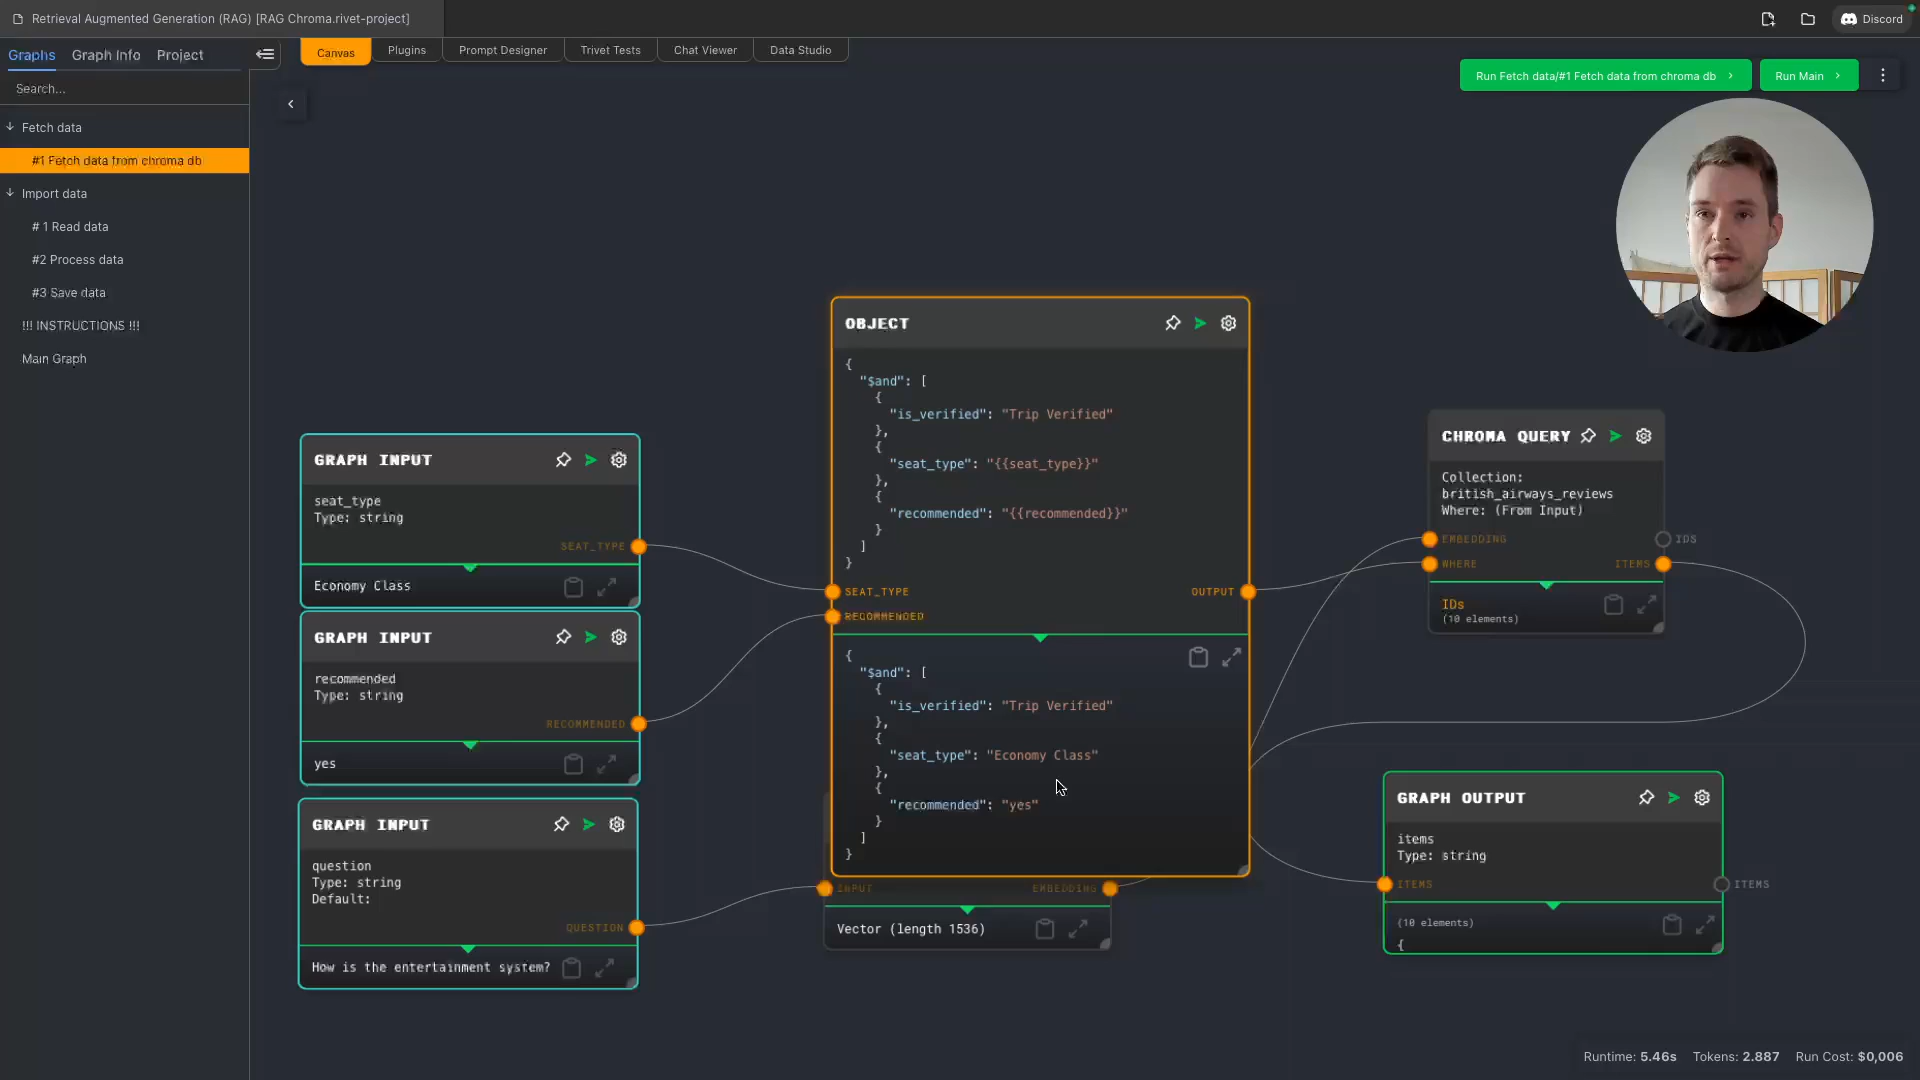 Retrieval Augmented Generation (RAG) [RAG Chroma.rivet-project]
Discord
Graphs
Graph Info
Project
Canvas
Plugins
Prompt Designer
Trivet Tests
Chat Viewer
Data Studio
Run Fetch data/#1 Fetch data from chroma db
Run Main
Search...
Fetch data
#1 Fetch data from chroma db
Import data
# 1 Read data
#2 Process data
#3 Save data
!!! INSTRUCTIONS !!!
Main Graph
GRAPH INPUT
seat_type
Type: string
SEAT_TYPE
Economy Class
GRAPH INPUT
recommended
Type: string
RECOMMENDED
yes
GRAPH INPUT
question
Type: string
Default:
QUESTION
How is the entertainment system?
OBJECT
{
"$and": [
{
"is_verified": "Trip Verified"
},
{
"seat_type": "{{seat_type}}"
},
{
"recommended": "{{recommended}}"
}
]
}
SEAT_TYPE
OUTPUT
RECOMMENDED
{
"$and": [
{
"is_verified": "Trip Verified"
},
{
"seat_type": "Economy Class"
},
{
"recommended": "yes"
}
]
}
INPUT
EMBEDDING
Vector (length 1536)
CHROMA QUERY
Collection:
british_airways_reviews
Where: (From Input)
EMBEDDING
IDS
WHERE
ITEMS
IDs
(10 elements)
GRAPH OUTPUT
items
Type: string
ITEMS
ITEMS
(10 elements)
{
Runtime: 5.46s Tokens: 2.887 Run Cost: $0,006